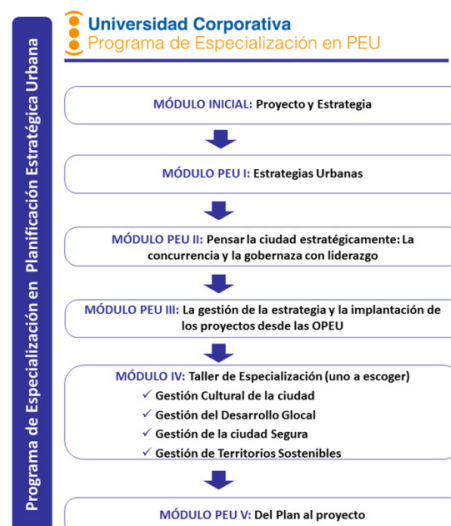 Programa de Especialización en Planificación Estratégica Urbana
Universidad Corporativa
Programa de Especialización en PEU
MÓDULO INICIAL: Proyecto y Estrategia
MÓDULO PEU I: Estrategias Urbanas
MÓDULO PEU II: Pensar la ciudad estratégicamente: La
concurrencia y la gobernaza con liderazgo
MÓDULO PEU III: La gestión de la estrategia y la implantación de
los proyectos desde las OPEU
MÓDULO IV: Taller de Especialización (uno a escoger)
✓ Gestión Cultural de la ciudad
✓ Gestión del Desarrollo Glocal
✓ Gestión de la ciudad Segura
✓ Gestión de Territorios Sostenibles
MÓDULO PEU V: Del Plan al proyecto